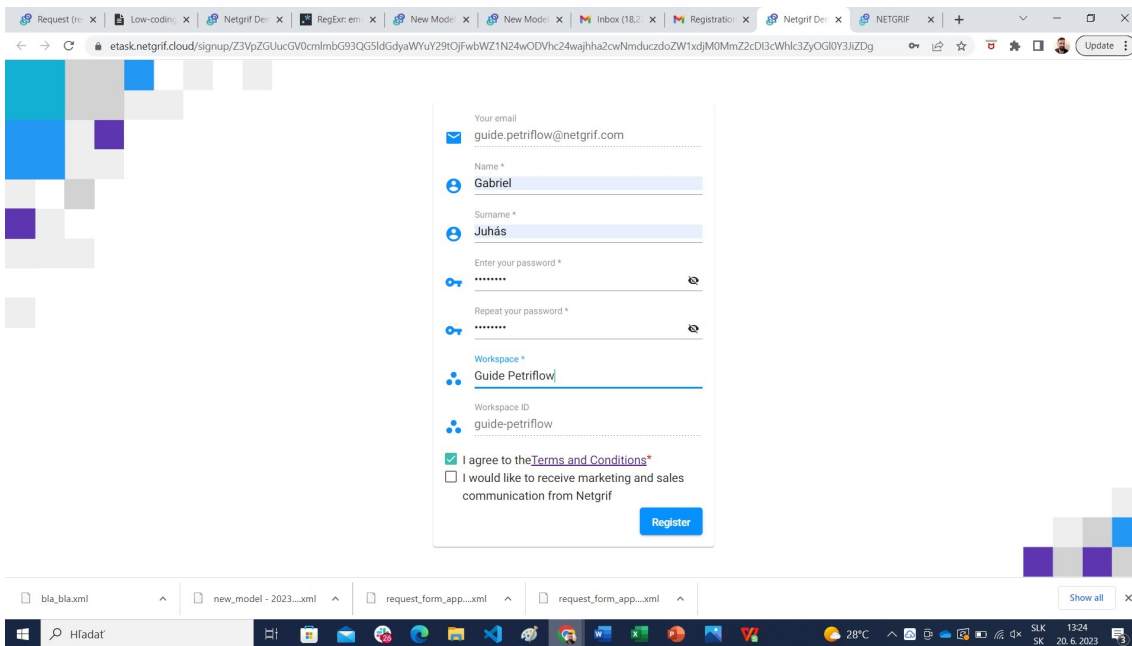 Request (re
Low-coding
Netgrif Der
RegExr: em
New Model
New Model
Inbox (18,2
Registration
Netgrif Der
NETGRIF
etask.netgrif.cloud/signup/
Update
Your email
guide.petriflow@netgrif.com
Name *
Gabriel
Surname *
Juhás
Enter your password *
••••••••
Repeat your password *
••••••••
Workspace *
Guide Petriflow
Workspace ID
guide-petriflow
I agree to theTerms and Conditions*
I would like to receive marketing and sales
communication from Netgrif
Register
bla_bla.xml
new_model - 2023....xml
request_form_app....xml
request_form_app....xml
Show all
Hľadať
28°C
SLK
SK
13:24
20. 6. 2023